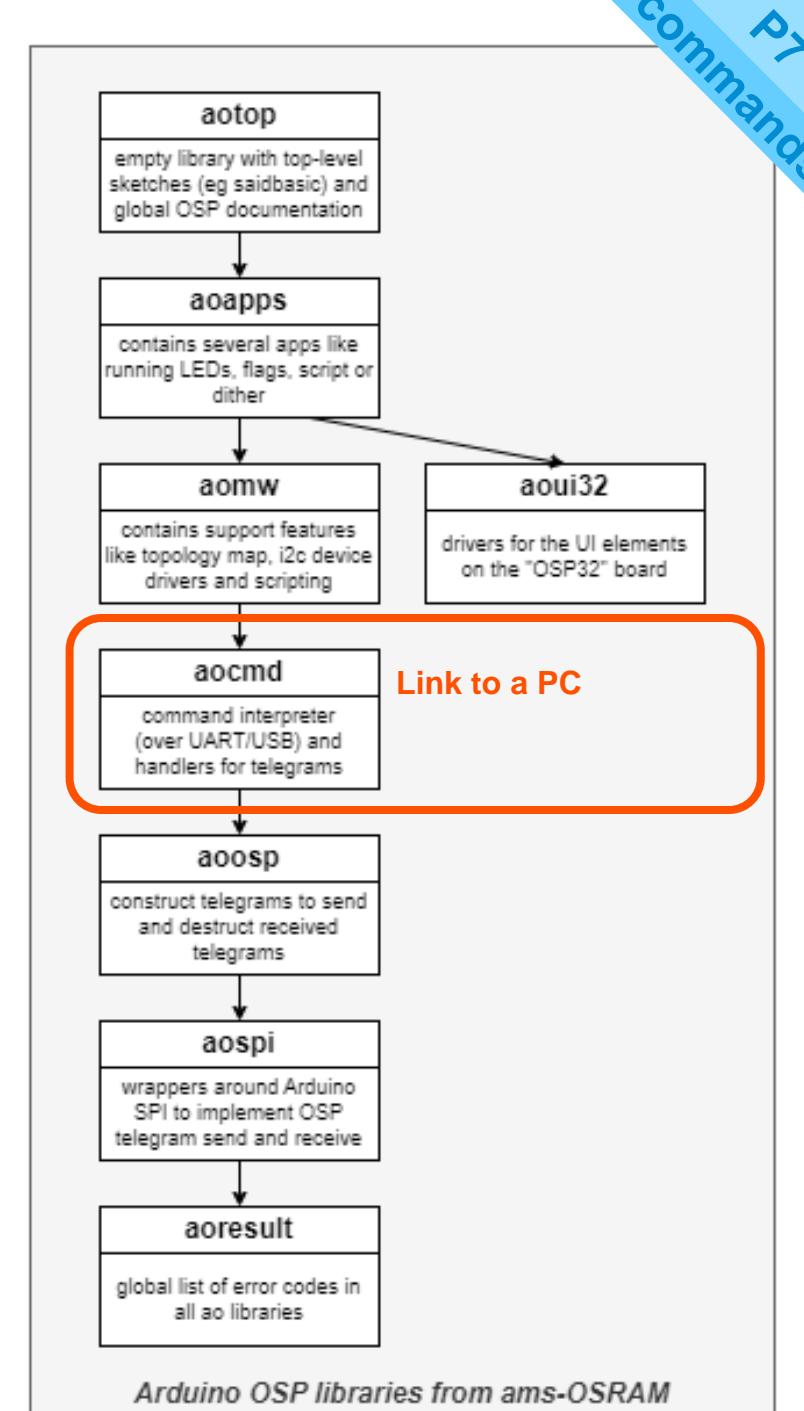 P7
commands
aotop
empty library with top-level
sketches (eg saidbasic) and
global OSP documentation
aoapps
contains several apps like
running LEDs, flags, script or
dither
aomw
contains support features
like topology map, i2c device
drivers and scripting
aoui32
drivers for the UI elements
on the "OSP32" board
aocmd
command interpreter
(over UART/USB) and
handlers for telegrams
Link to a PC
aoosp
construct telegrams to send
and destruct received
telegrams
aospi
wrappers around Arduino
SPI to implement OSP
telegram send and receive
aoresult
global list of error codes in
all ao libraries
Arduino OSP libraries from ams-OSRAM